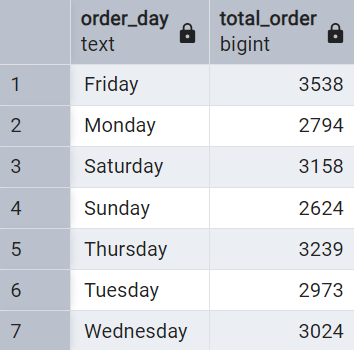 order_day total_order
text bigint
1 Friday 3538
2 Monday 2794
3 Saturday 3158
4 Sunday 2624
5 Thursday 3239
6 Tuesday 2973
7 Wednesday 3024